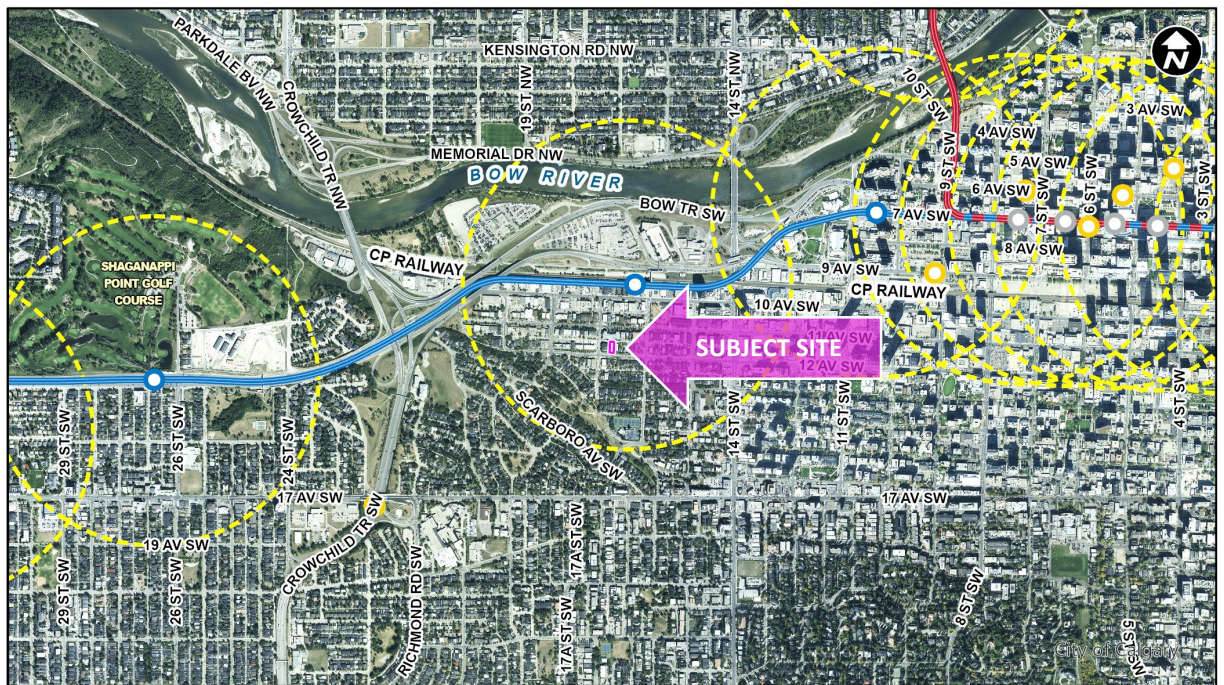 PARKDALE BV NW
CROWCHILD TR NW
KENSINGTON RD NW
19 ST NW
14 ST NW
10 ST SW
N
3 AV SW
4 AV SW
5 AV SW
6 AV SW
9 ST SW
7 ST SW
6 ST SW
3 ST SW
MEMORIAL DR NW
BOW RIVER
BOW TR SW
7 AV SW
8 AV SW
CP RAILWAY
9 AV SW
CP RAILWAY
SHAGANAPPI
POINT GOLF
COURSE
10 AV SW
11 AV SW
SUBJECT SITE
12 AV SW
SCARBORO AV SW
29 ST SW
26 ST SW
24 ST SW
14 ST SW
11 ST SW
4 ST SW
17 AV SW
17 AV SW
19 AV SW
CROWCHILD TR SW
RICHMOND RD SW
17A ST SW
29 ST SW
26 ST SW
17A ST SW
8 ST SW
5 ST SW
City of Calgary